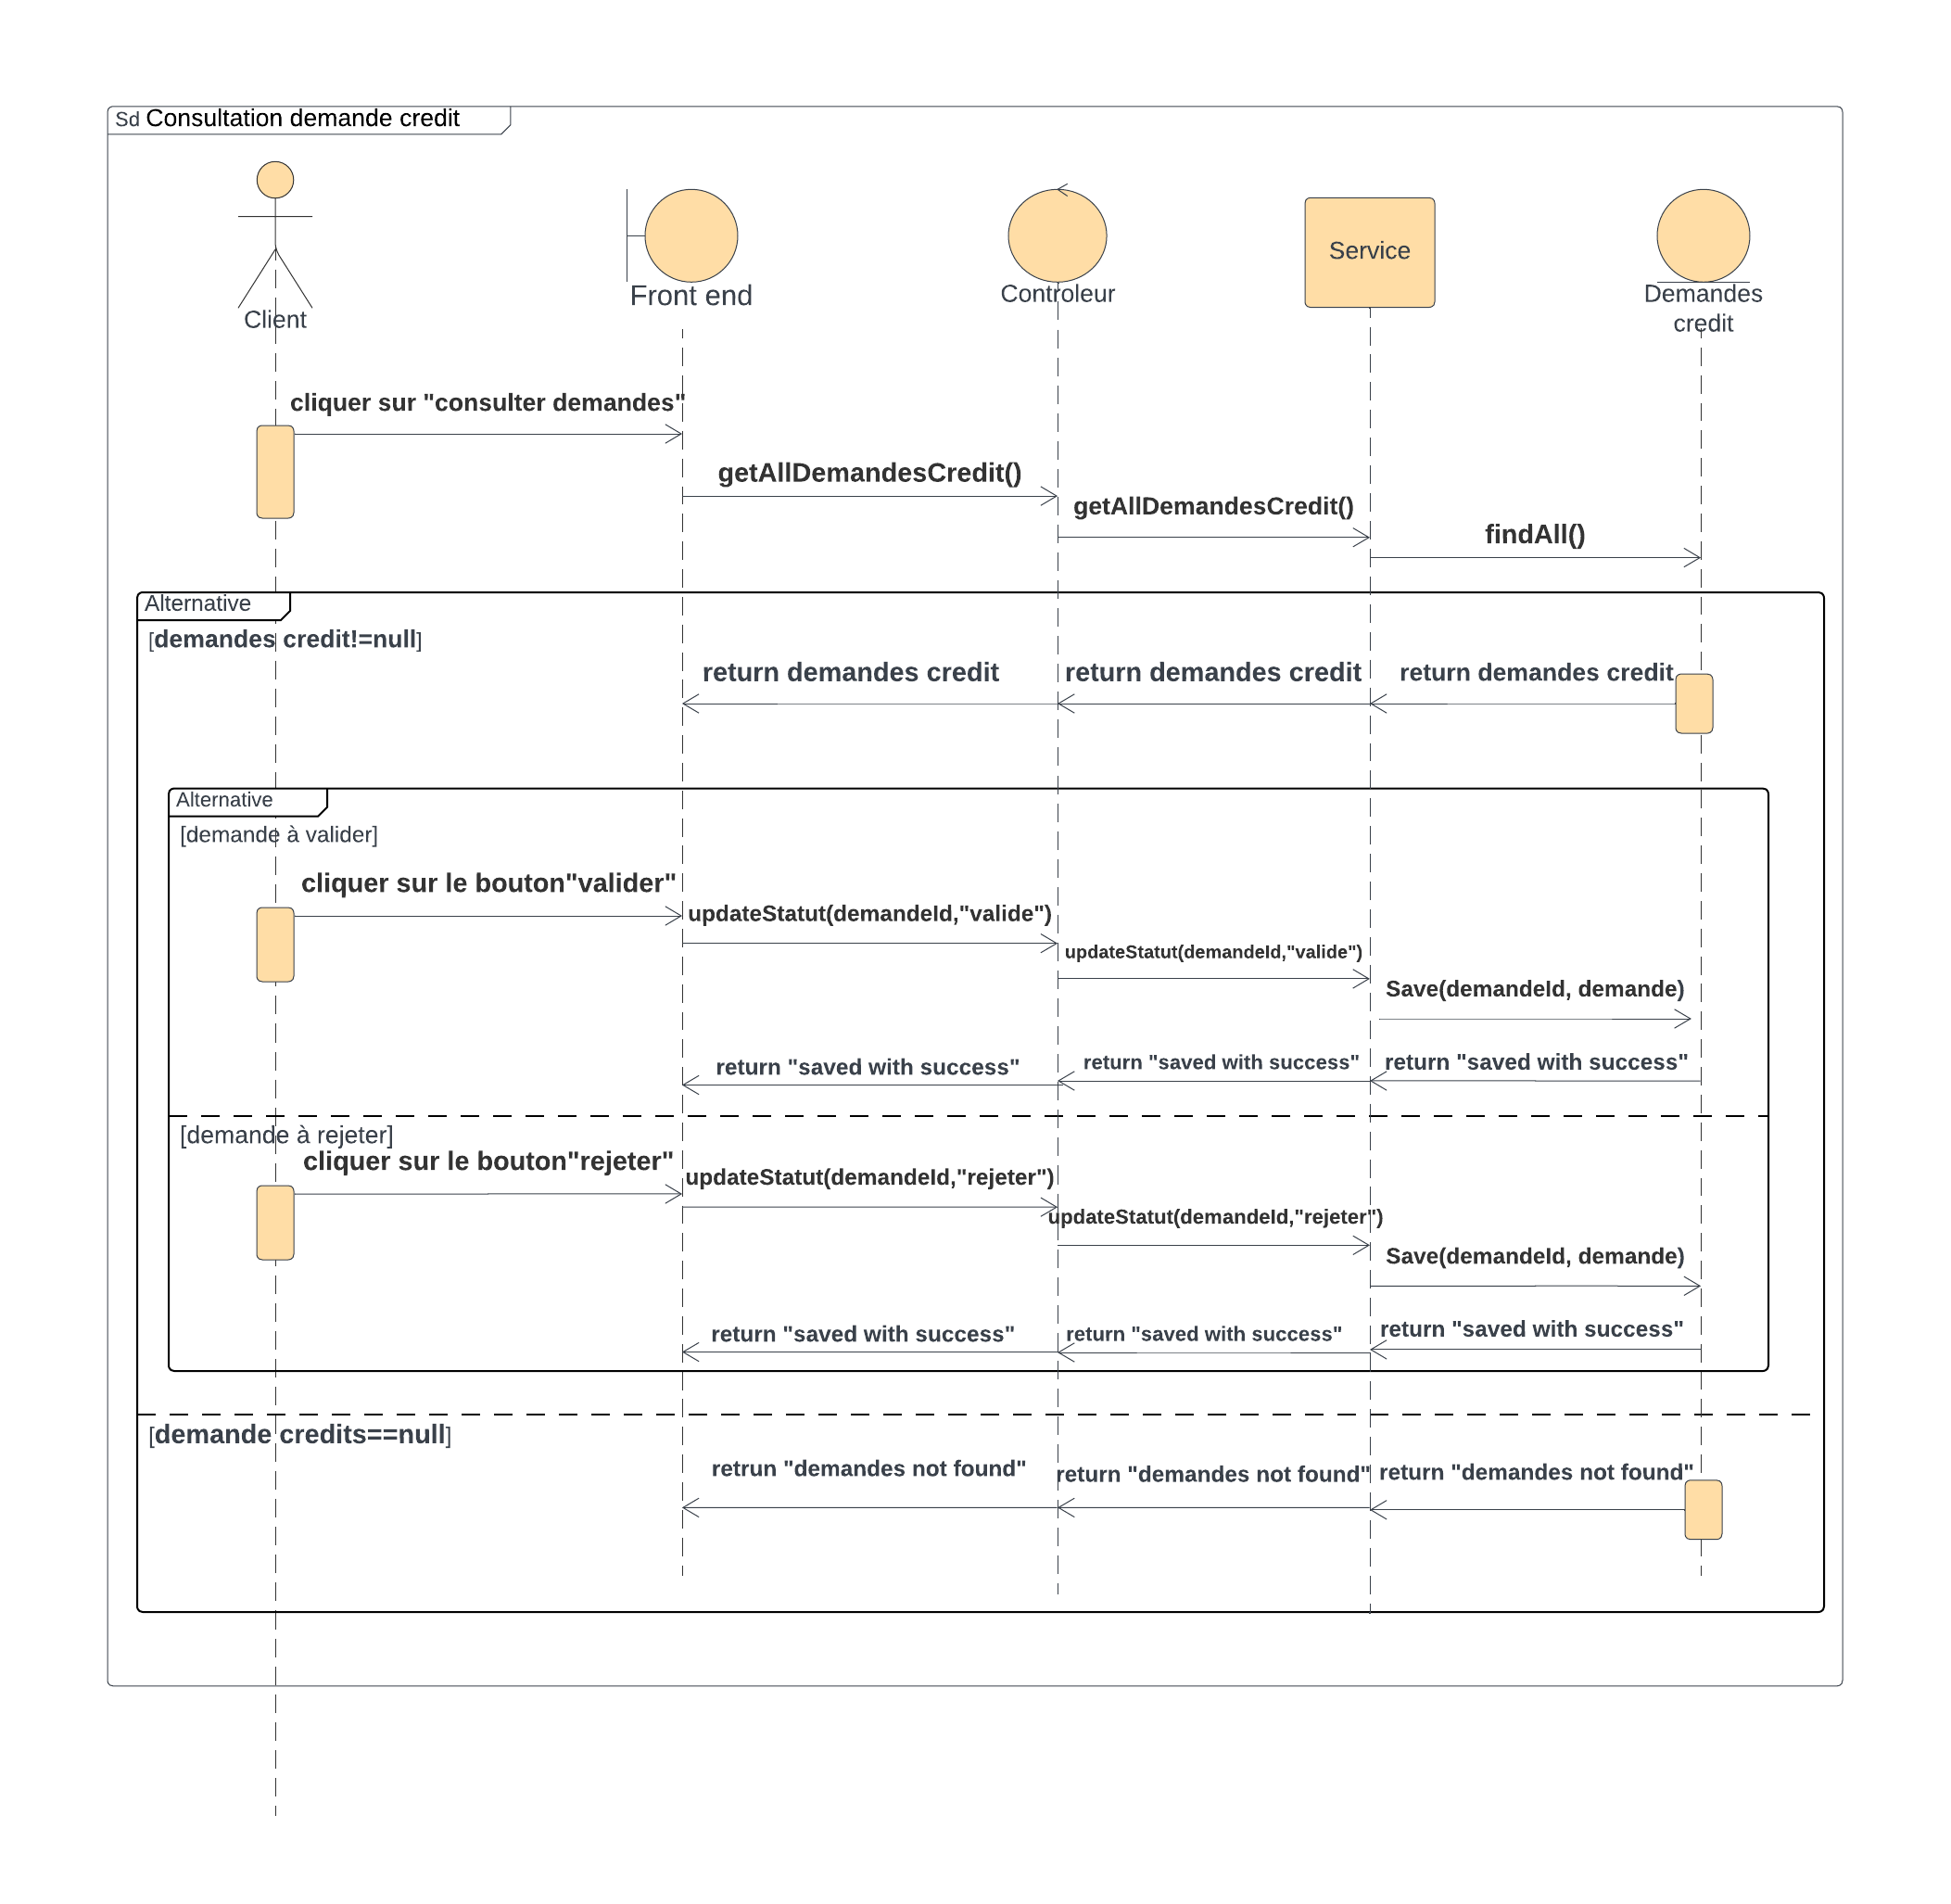 Sd Consultation demande credit
Client
Front end
Controleur
Service
Demandes
credit
cliquer sur "consulter demandes"
getAllDemandesCredit()
getAllDemandesCredit()
findAll()
Alternative
[demandes credit!=null]
return demandes credit
return demandes credit
return demandes credit
Alternative
[demande à valider]
cliquer sur le bouton"valider"
updateStatut(demandeId,"valide")
updateStatut(demandeId,"valide")
Save(demandeId, demande)
return "saved with success"
return "saved with success"
return "saved with success"
[demande à rejeter]
cliquer sur le bouton"rejeter"
updateStatut(demandeId,"rejeter")
updateStatut(demandeId,"rejeter")
Save(demandeId, demande)
return "saved with success"
return "saved with success"
return "saved with success"
[demande credits==null]
retrun "demandes not found"
return "demandes not found"
return "demandes not found"